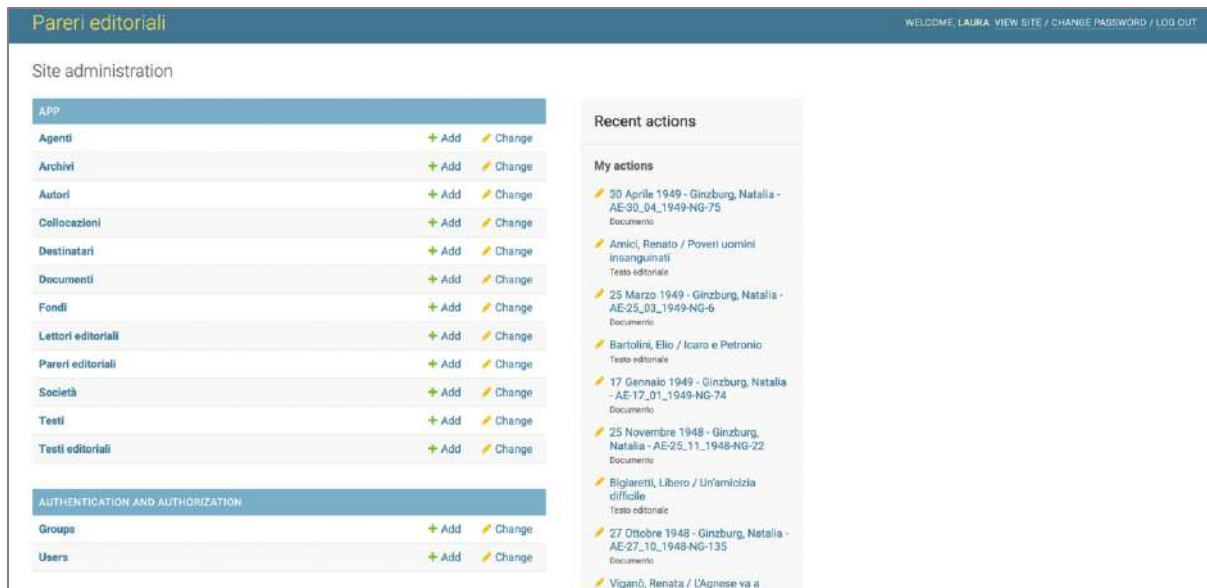 Pareri editoriali
WELCOME, LAURA. VIEW SITE / CHANGE PASSWORD / LOG OUT
Site administration
APP
Agenti + Add Change
Archivi + Add Change
Autori + Add Change
Collocazioni + Add Change
Destinatari + Add Change
Documenti + Add Change
Fondi + Add Change
Lettori editoriali + Add Change
Pareri editoriali + Add Change
Società + Add Change
Testi + Add Change
Testi editoriali + Add Change
AUTHENTICATION AND AUTHORIZATION
Groups + Add Change
Users + Add Change
Recent actions
My actions
30 Aprile 1949 - Ginzburg, Natalia -
AE-30_04_1949-NG-75
Documento
Amici, Renato / Poveri uomini
insanguinati
Testo editoriale
25 Marzo 1949 - Ginzburg, Natalia -
AE-25_03_1949-NG-6
Documento
Bartolini, Elio / Icaro e Petronio
Testo editoriale
17 Gennaio 1949 - Ginzburg, Natalia
- AE-17_01_1949-NG-74
Documento
25 Novembre 1948 - Ginzburg,
Natalia - AE-25_11_1948-NG-22
Documento
Bigiaretti, Libero / Un'amicizia
difficile
Testo editoriale
27 Ottobre 1948 - Ginzburg, Natalia -
AE-27_10_1948-NG-135
Documento
Viganò, Renata / L'Agnese va a